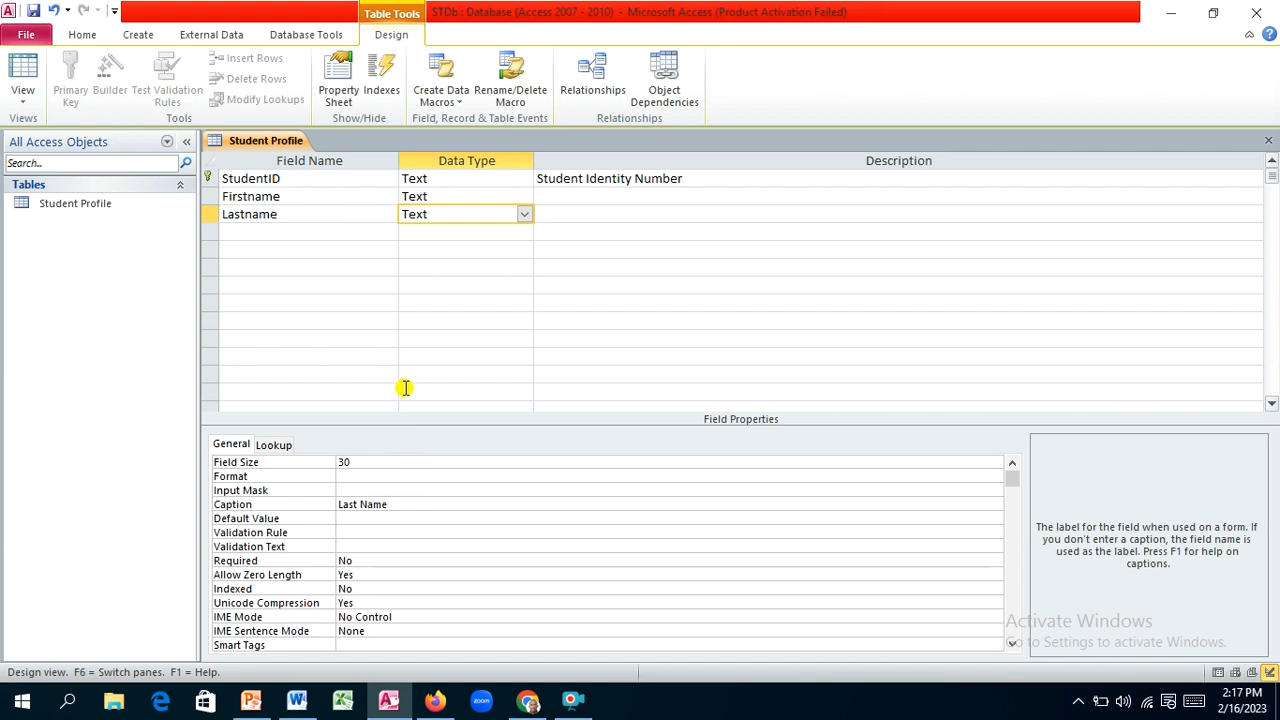 Table Tools
STDb : Database (Access 2007 - 2010) - Microsoft Access (Product Activation Failed)
File Home Create External Data Database Tools Design
View
Primary Key
Builder
Test Validation Rules
Insert Rows
Delete Rows
Modify Lookups
Property Sheet
Indexes
Create Data Macros
Rename/Delete Macro
Relationships
Object Dependencies
Views Tools Show/Hide Field, Record & Table Events Relationships
All Access Objects
Search...
Tables
Student Profile
Student Profile
Field Name Data Type Description
StudentID Text Student Identity Number
Firstname Text
Lastname Text
Field Properties
General Lookup
Field Size 30
Format
Input Mask
Caption Last Name
Default Value
Validation Rule
Validation Text
Required No
Allow Zero Length Yes
Indexed No
Unicode Compression Yes
IME Mode No Control
IME Sentence Mode None
Smart Tags
The label for the field when used on a form. If
you don't enter a caption, the field name is
used as the label. Press F1 for help on
captions.
Activate Windows
Go to Settings to activate Windows.
Design view. F6 = Switch panes. F1 = Help.
zoom
2:17 PM
2/16/2023